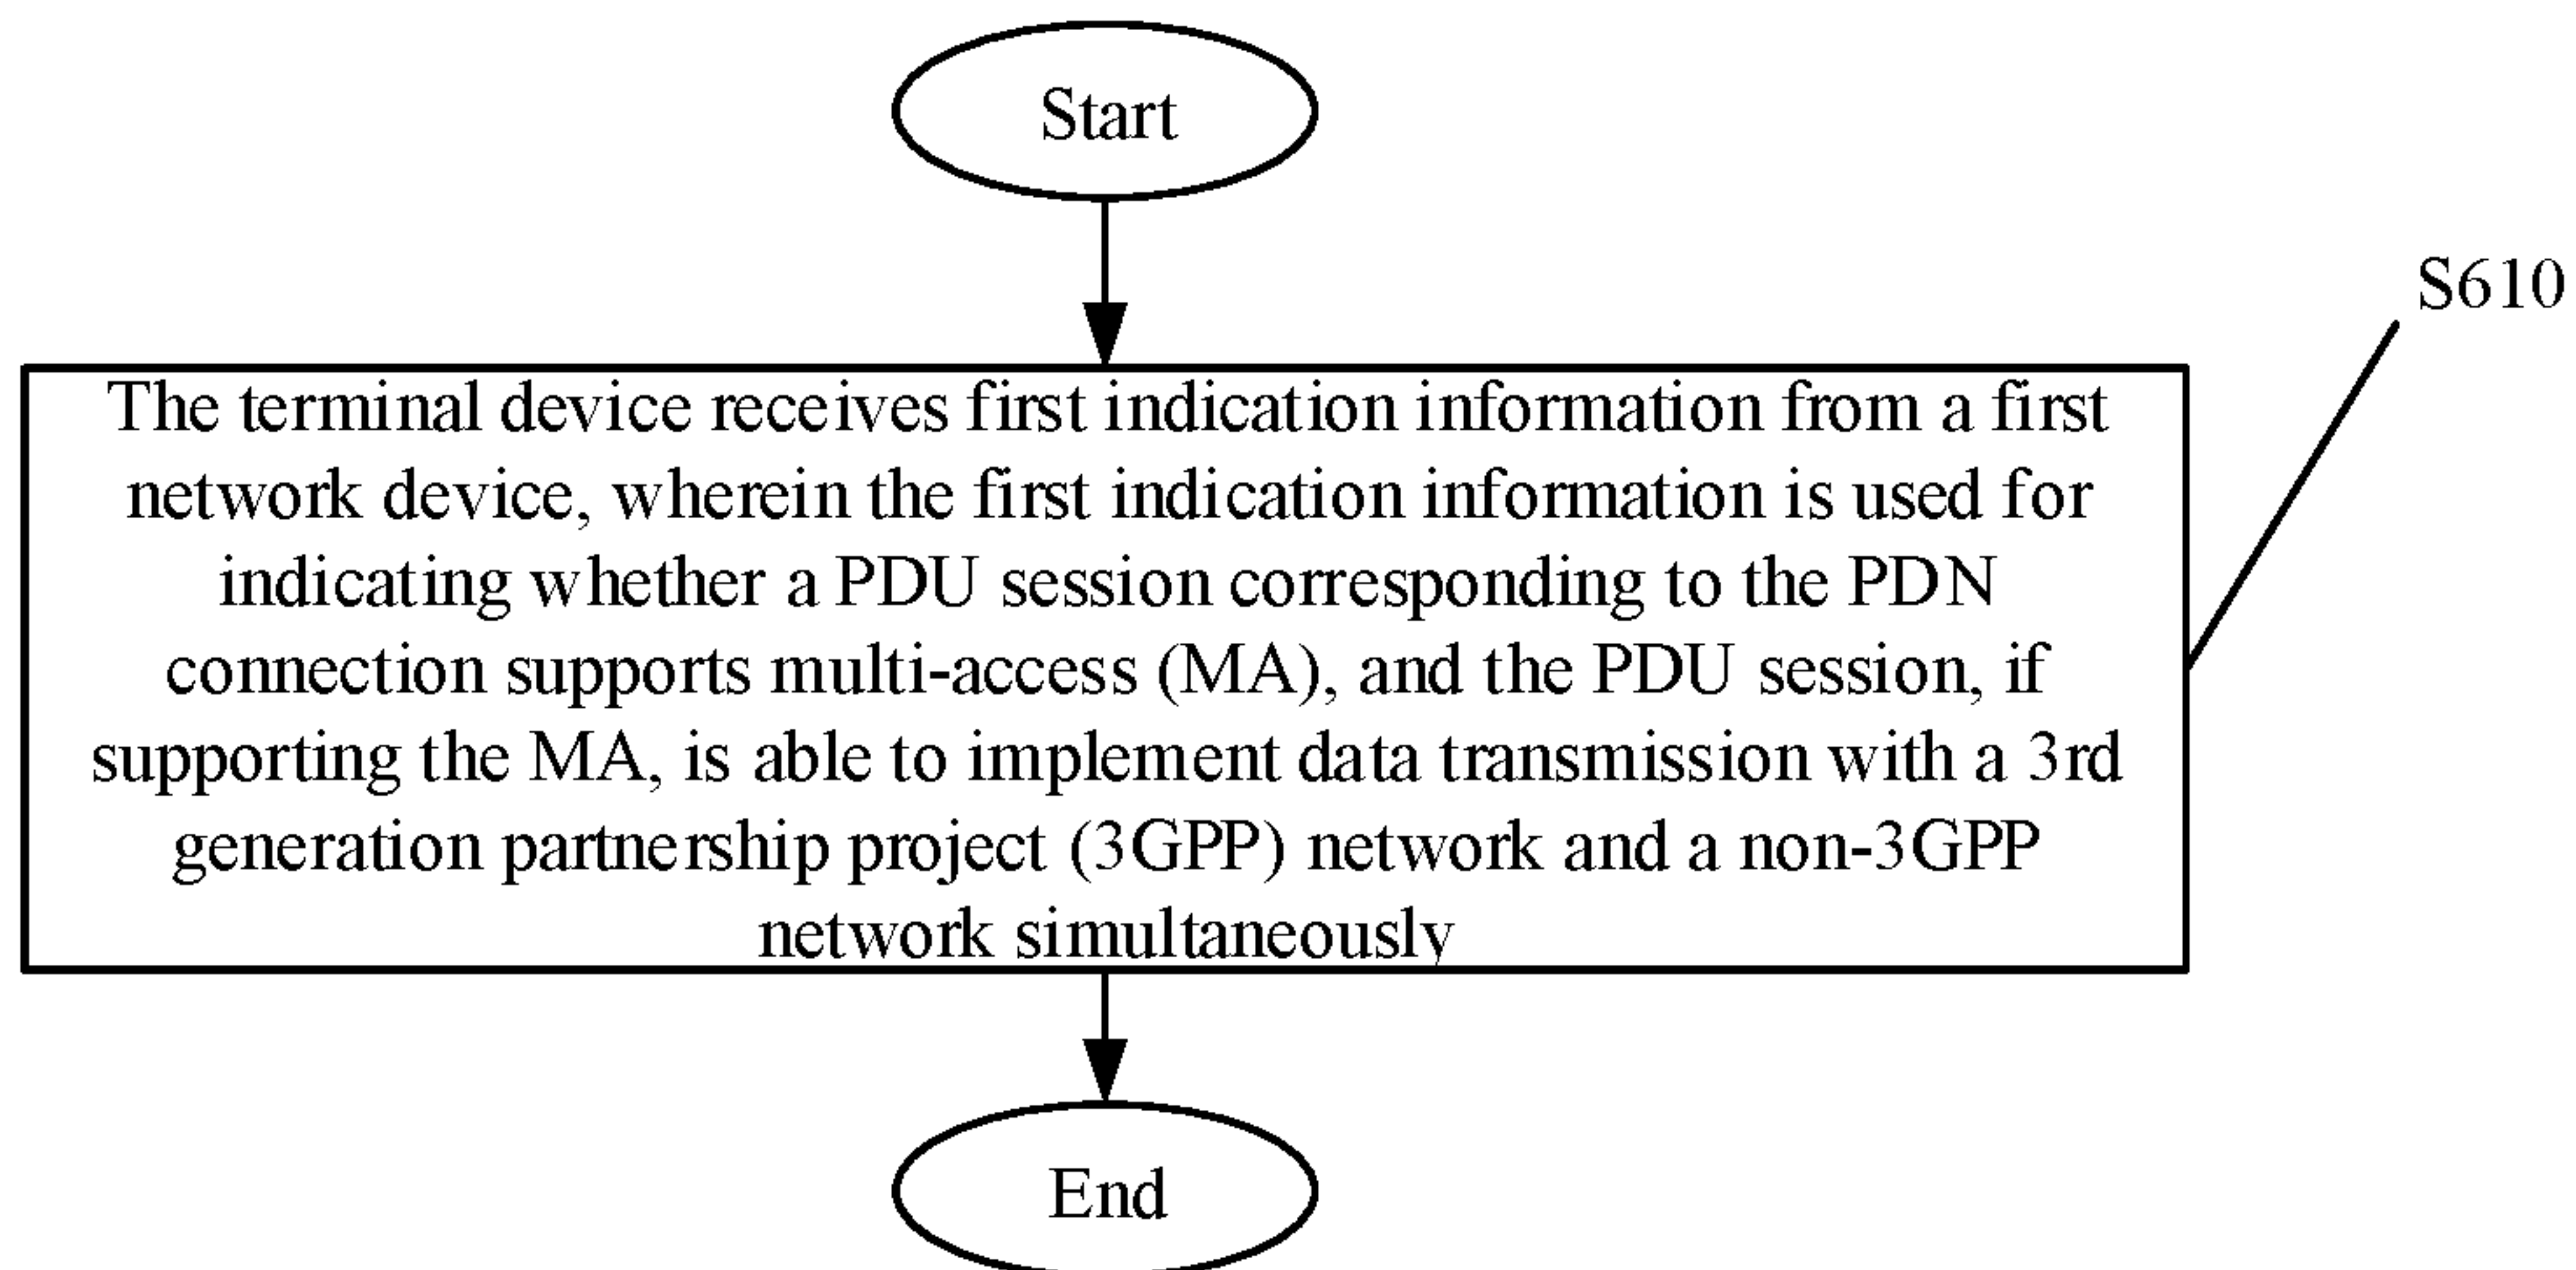 Start
S610
The terminal device receives first indication information from a first
network device, wherein the first indication information is used for
indicating whether a PDU session corresponding to the PDN
connection supports multi-access (MA), and the PDU session, if
supporting the MA, is able to implement data transmission with a 3rd
generation partnership project (3GPP) network and a non-3GPP
network simultaneously
End